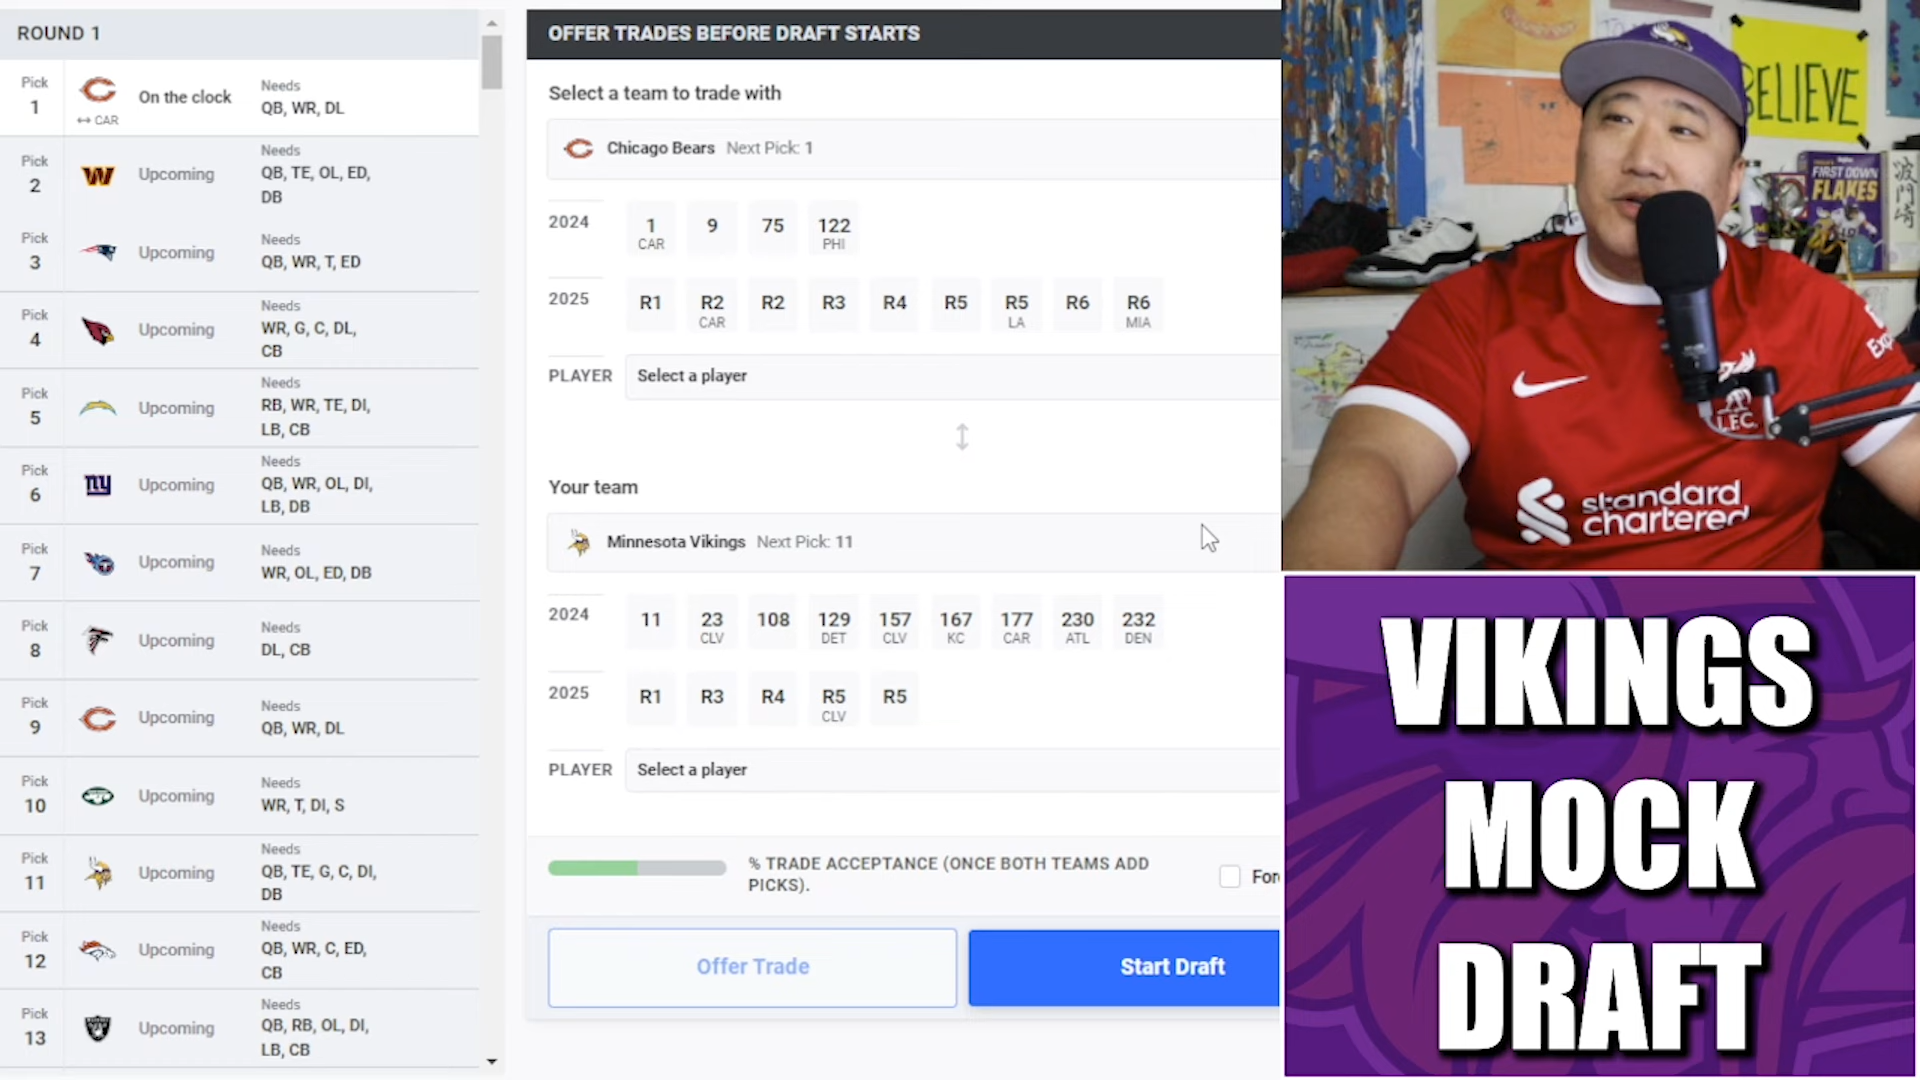 ROUND 1
Pick
1
↔ CAR
On the clock
Needs
QB, WR, DL
Pick
2
Upcoming
Needs
QB, TE, OL, ED,
DB
Pick
3
Upcoming
Needs
QB, WR, T, ED
Pick
4
Upcoming
Needs
WR, G, C, DL,
CB
Pick
5
Upcoming
Needs
RB, WR, TE, DI,
LB, CB
Pick
6
ny
Upcoming
Needs
QB, WR, OL, DI,
LB, DB
Pick
7
Upcoming
Needs
WR, OL, ED, DB
Pick
8
Upcoming
Needs
DL, CB
Pick
9
Upcoming
Needs
QB, WR, DL
Pick
10
Upcoming
Needs
WR, T, DI, S
Pick
11
Upcoming
Needs
QB, TE, G, C, DI,
DB
Pick
12
Upcoming
Needs
QB, WR, C, ED,
CB
Pick
13
Upcoming
Needs
QB, RB, OL, DI,
LB, CB
OFFER TRADES BEFORE DRAFT STARTS
Select a team to trade with
Chicago Bears Next Pick: 1
2024 1 9 75 122
CAR PHI
2025 R1 R2 R2 R3 R4 R5 R5 R6 R6
CAR LA MIA
PLAYER Select a player
Your team
Minnesota Vikings Next Pick: 11
2024 11 23 108 129 157 167 177 230 232
CLV DET CLV KC CAR ATL DEN
2025 R1 R3 R4 R5 R5
CLV
PLAYER Select a player
% TRADE ACCEPTANCE (ONCE BOTH TEAMS ADD
PICKS).
For
Offer Trade
Start Draft
BELIEVE
FIRST DOWN
FLAKES
L.F.C.
Exp
standard
chartered
VIKINGS
MOCK
DRAFT